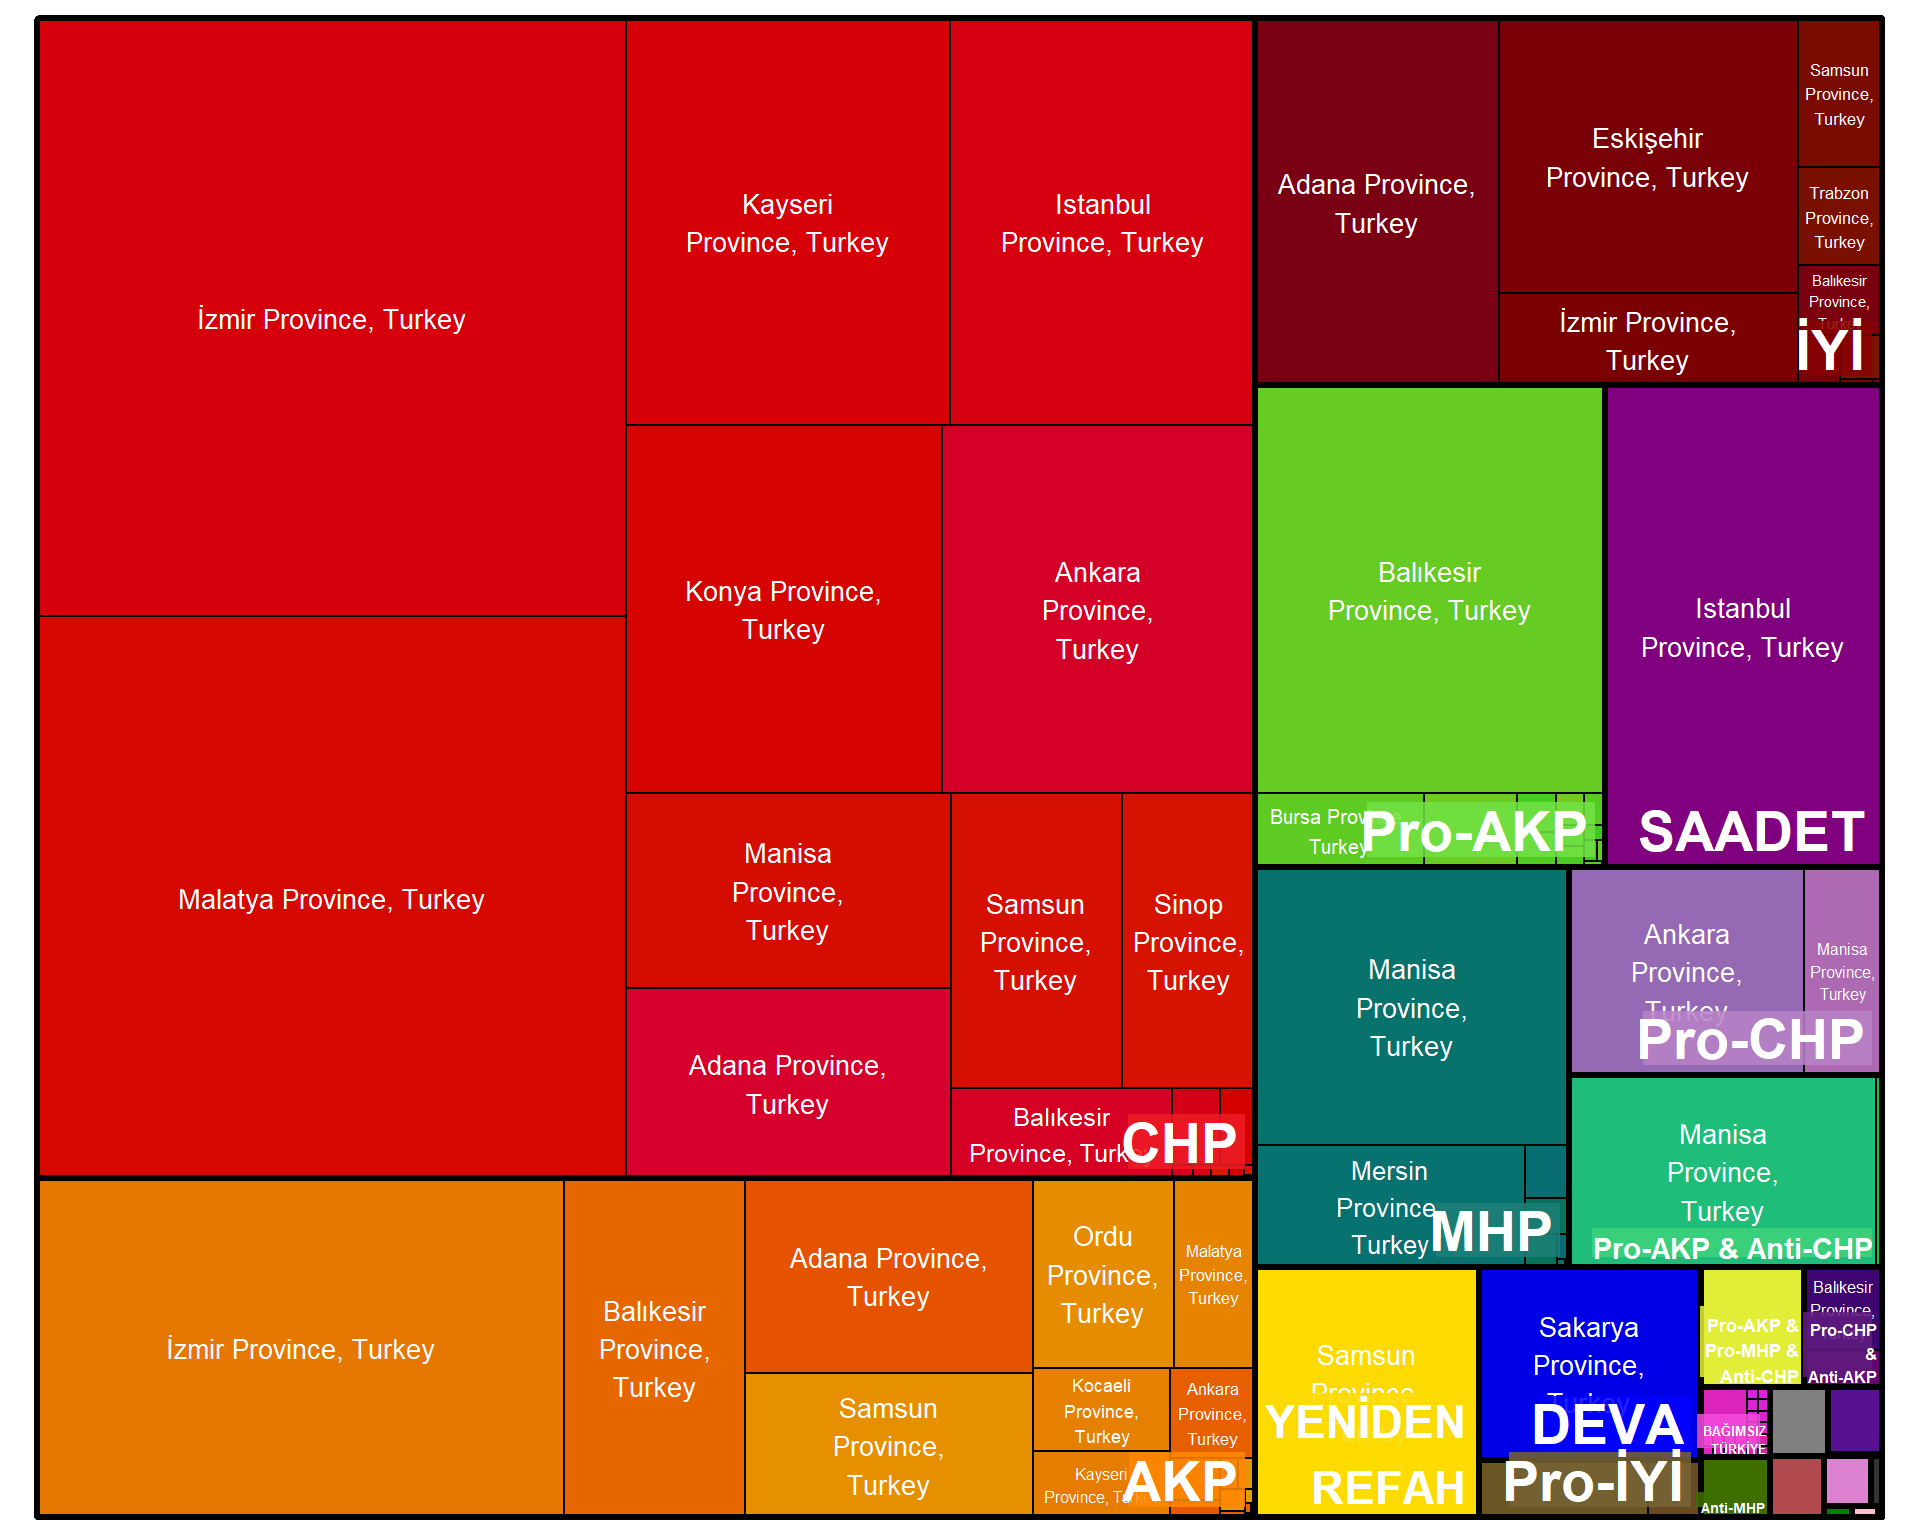 İzmir Province, Turkey
Malatya Province, Turkey
Kayseri
Province, Turkey
Istanbul
Province, Turkey
Konya Province,
Turkey
Ankara
Province,
Turkey
Manisa
Province,
Turkey
Adana Province,
Turkey
Samsun
Province,
Turkey
Sinop
Province,
Turkey
Balıkesir
Province, Turkey
CHP
İzmir Province, Turkey
Balıkesir
Province,
Turkey
Adana Province,
Turkey
Samsun
Province,
Turkey
Ordu
Province,
Turkey
Malatya
Province,
Turkey
Kocaeli
Province,
Turkey
Ankara
Province,
Turkey
Kayseri
Province, Turkey
AKP
Adana Province,
Turkey
Eskişehir
Province, Turkey
İzmir Province,
Turkey
Samsun
Province,
Turkey
Trabzon
Province,
Turkey
Balıkesir
Province,
Turkey
İYİ
Balıkesir
Province, Turkey
Bursa Province,
Turkey
Pro-AKP
Istanbul
Province, Turkey
SAADET
Manisa
Province,
Turkey
Mersin
Province,
Turkey
MHP
Ankara
Province,
Turkey
Manisa
Province,
Turkey
Pro-CHP
Manisa
Province,
Turkey
Pro-AKP & Anti-CHP
Samsun
Province,
YENİDEN
REFAH
Sakarya
Province,
Turkey
DEVA
Pro-İYİ
Pro-AKP &
Pro-MHP &
Anti-CHP
Balıkesir
Province,
Pro-CHP
&
Anti-AKP
BAĞIMSIZ
TÜRKİYE
Anti-MHP